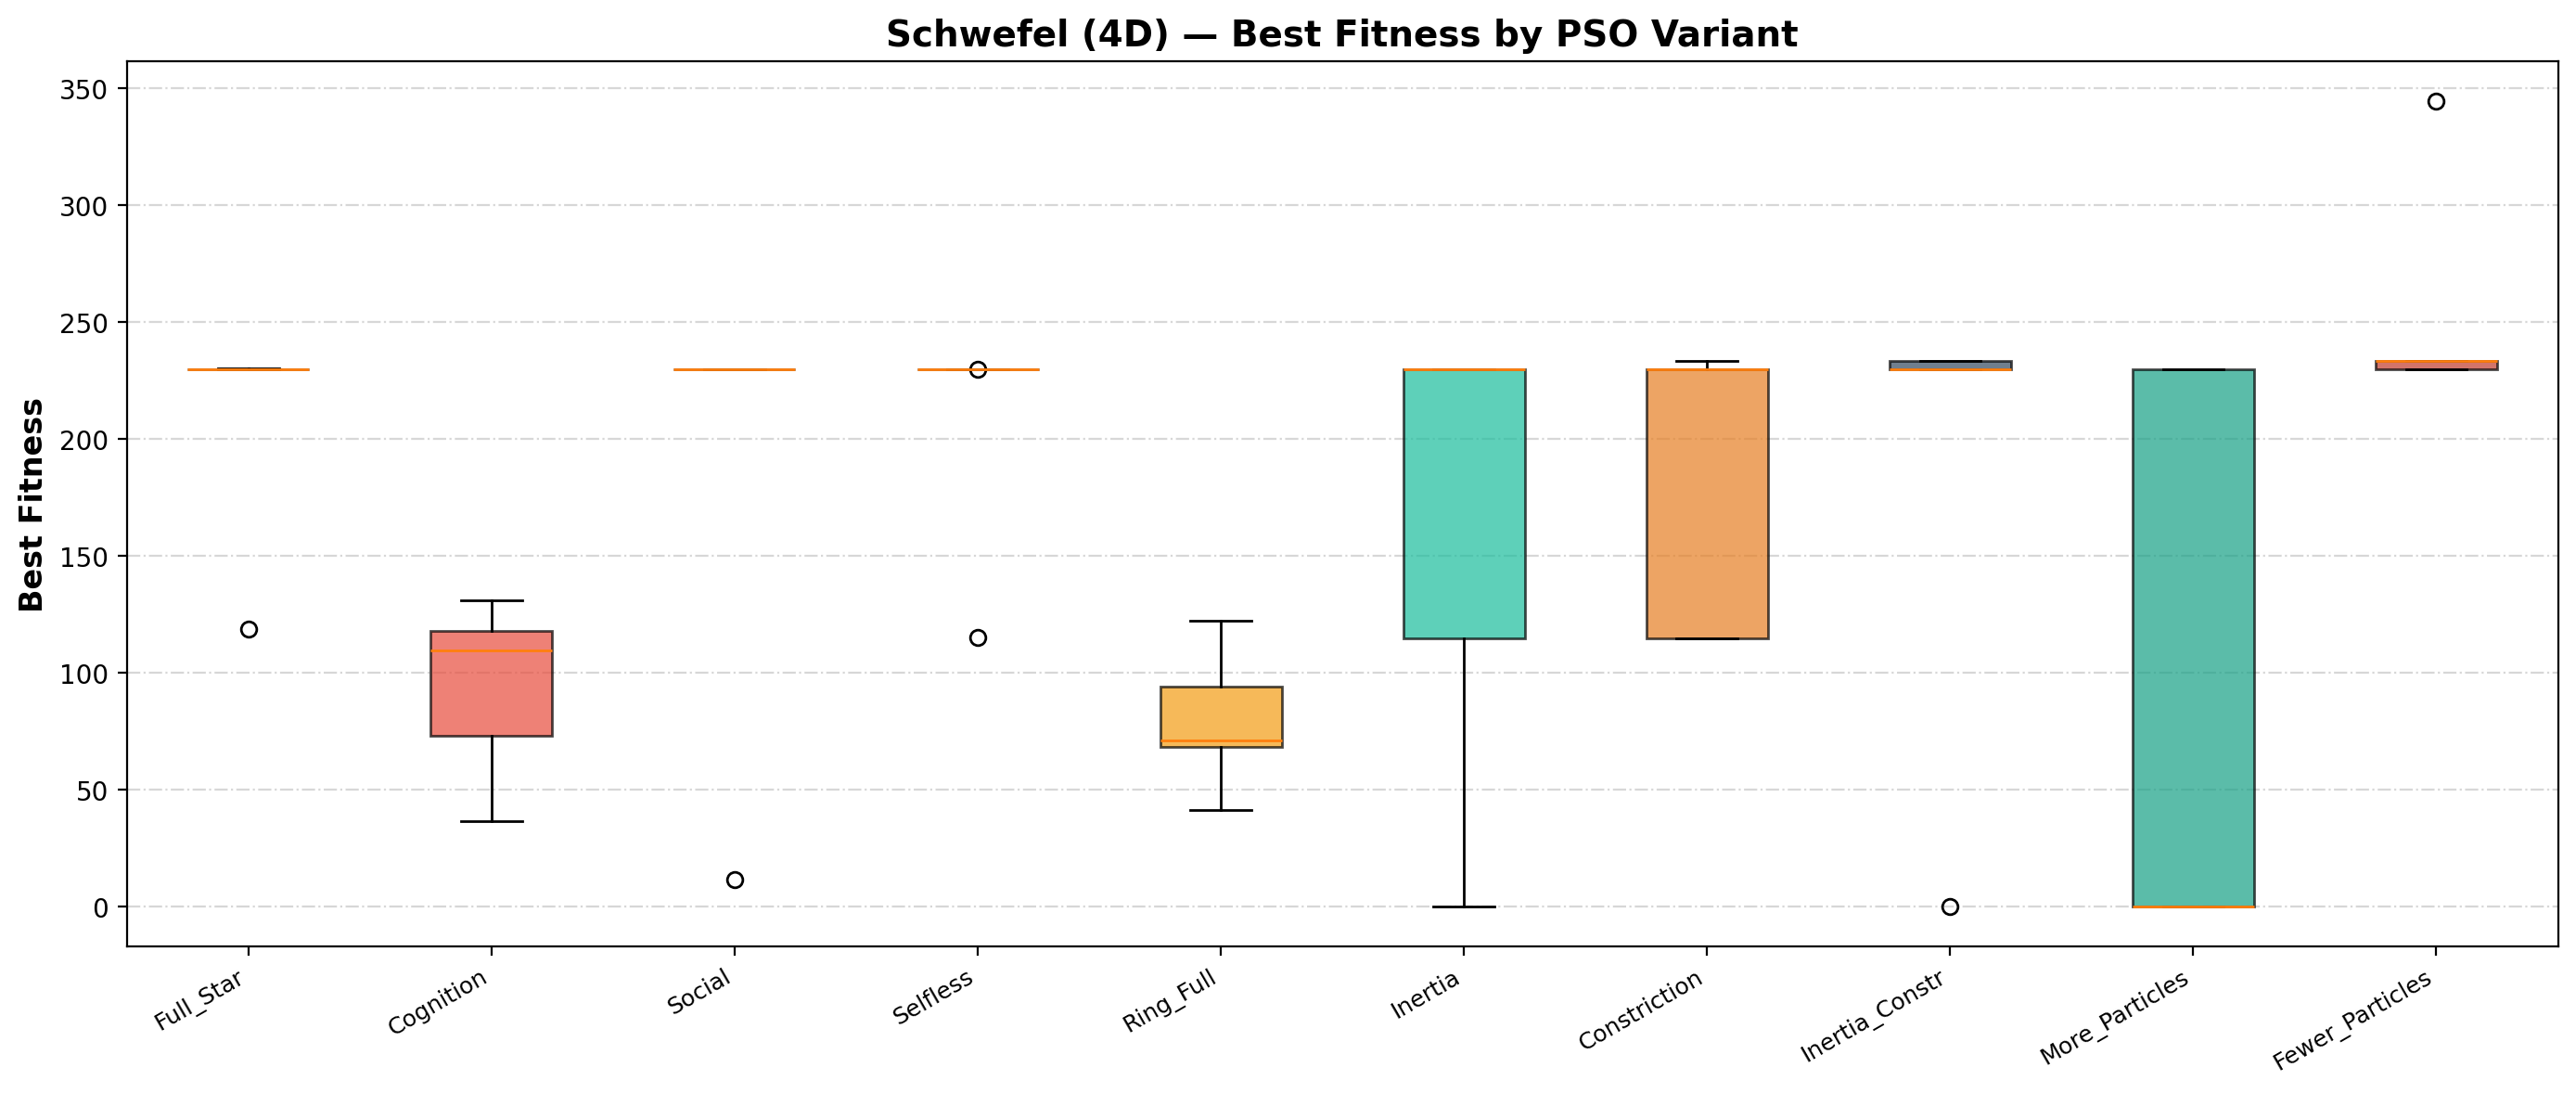 Schwefel (4D) — Best Fitness by PSO Variant
Best Fitness
350
300
250
200
150
100
50
0
Full_Star
Cognition
Social
Selfless
Ring_Full
Inertia
Constriction
Inertia_Constr
More_Particles
Fewer_Particles